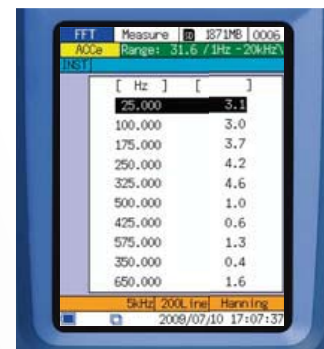 FFT Measure SD 1871MB 0006
ACCe Range: 31.6 / 1Hz - 20kHz
INST
[ Hz ] [ ]
25.000 3.1
100.000 3.0
175.000 3.7
250.000 4.2
325.000 4.6
500.000 1.0
425.000 0.6
575.000 1.3
350.000 0.4
650.000 1.6
5kHz 200Line Hanning
2009/07/10 17:07:37